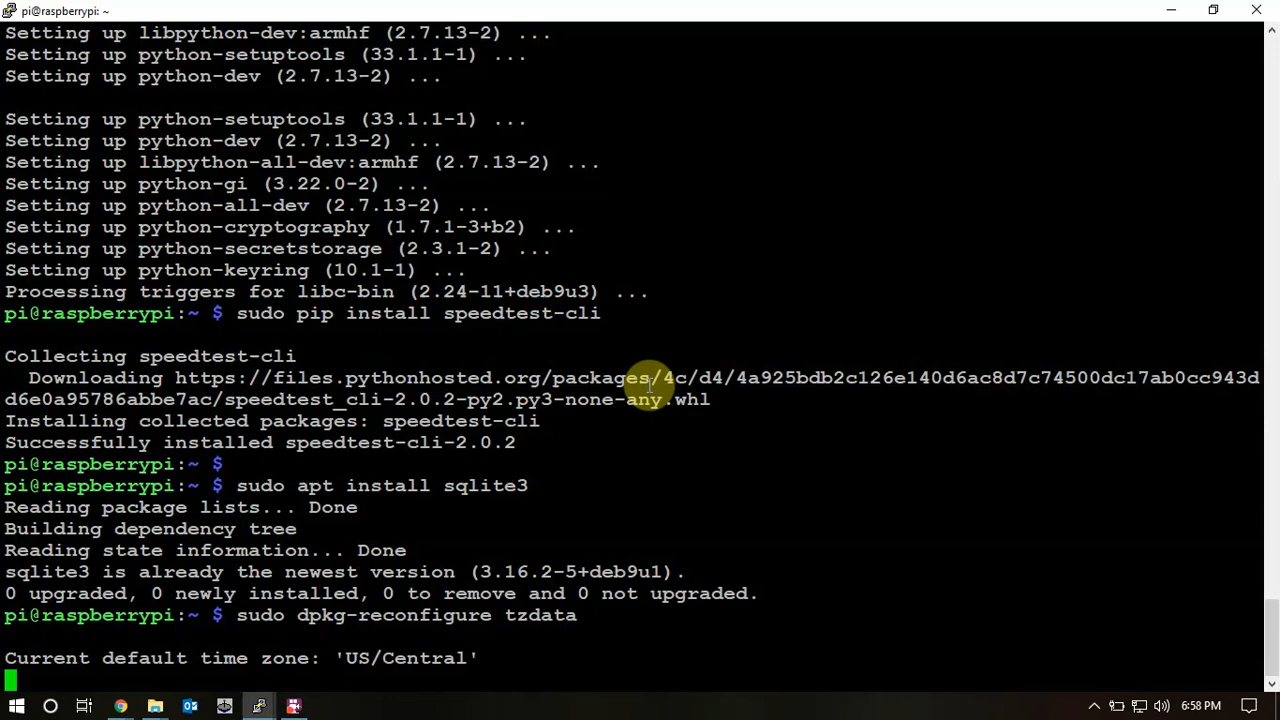 pi@raspberrypi: ~
Setting up libpython-dev:armhf (2.7.13-2) ...
Setting up python-setuptools (33.1.1-1) ...
Setting up python-dev (2.7.13-2) ...
Setting up python-setuptools (33.1.1-1) ...
Setting up python-dev (2.7.13-2) ...
Setting up libpython-all-dev:armhf (2.7.13-2) ...
Setting up python-gi (3.22.0-2) ...
Setting up python-all-dev (2.7.13-2) ...
Setting up python-cryptography (1.7.1-3+b2) ...
Setting up python-secretstorage (2.3.1-2) ...
Setting up python-keyring (10.1-1) ...
Processing triggers for libc-bin (2.24-11+deb9u3) ...
pi@raspberrypi:~ $ sudo pip install speedtest-cli
Collecting speedtest-cli
Downloading https://files.pythonhosted.org/packages/4c/d4/4a925bdb2c126e140d6ac8d7c74500dc17ab0cc943d
d6e0a95786abbe7ac/speedtest_cli-2.0.2-py2.py3-none-any.whl
Installing collected packages: speedtest-cli
Successfully installed speedtest-cli-2.0.2
pi@raspberrypi:~ $
pi@raspberrypi:~ $ sudo apt install sqlite3
Reading package lists... Done
Building dependency tree
Reading state information... Done
sqlite3 is already the newest version (3.16.2-5+deb9u1).
0 upgraded, 0 newly installed, 0 to remove and 0 not upgraded.
pi@raspberrypi:~ $ sudo dpkg-reconfigure tzdata
Current default time zone: 'US/Central'
6:58 PM